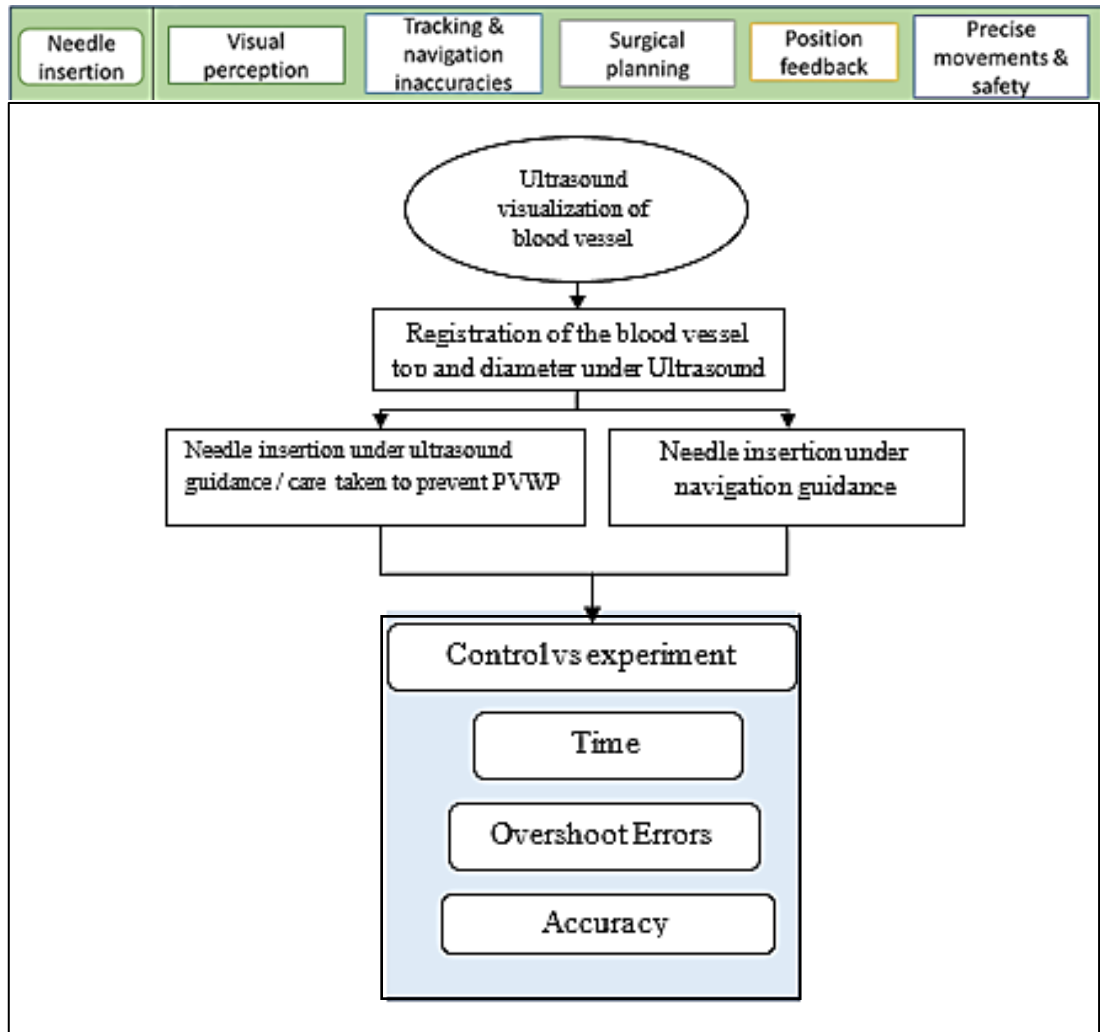 Needle
insertion
Visual
perception
Tracking &
navigation
inaccuracies
Surgical
planning
Position
feedback
Precise
movements &
safety
Ultrasound
visualization of
blood vessel
Registration of the blood vessel
top and diameter under Ultrasound
Needle insertion under ultrasound
guidance / care taken to prevent PVWP
Needle insertion under
navigation guidance
Control vs experiment
Time
Overshoot Errors
Accuracy